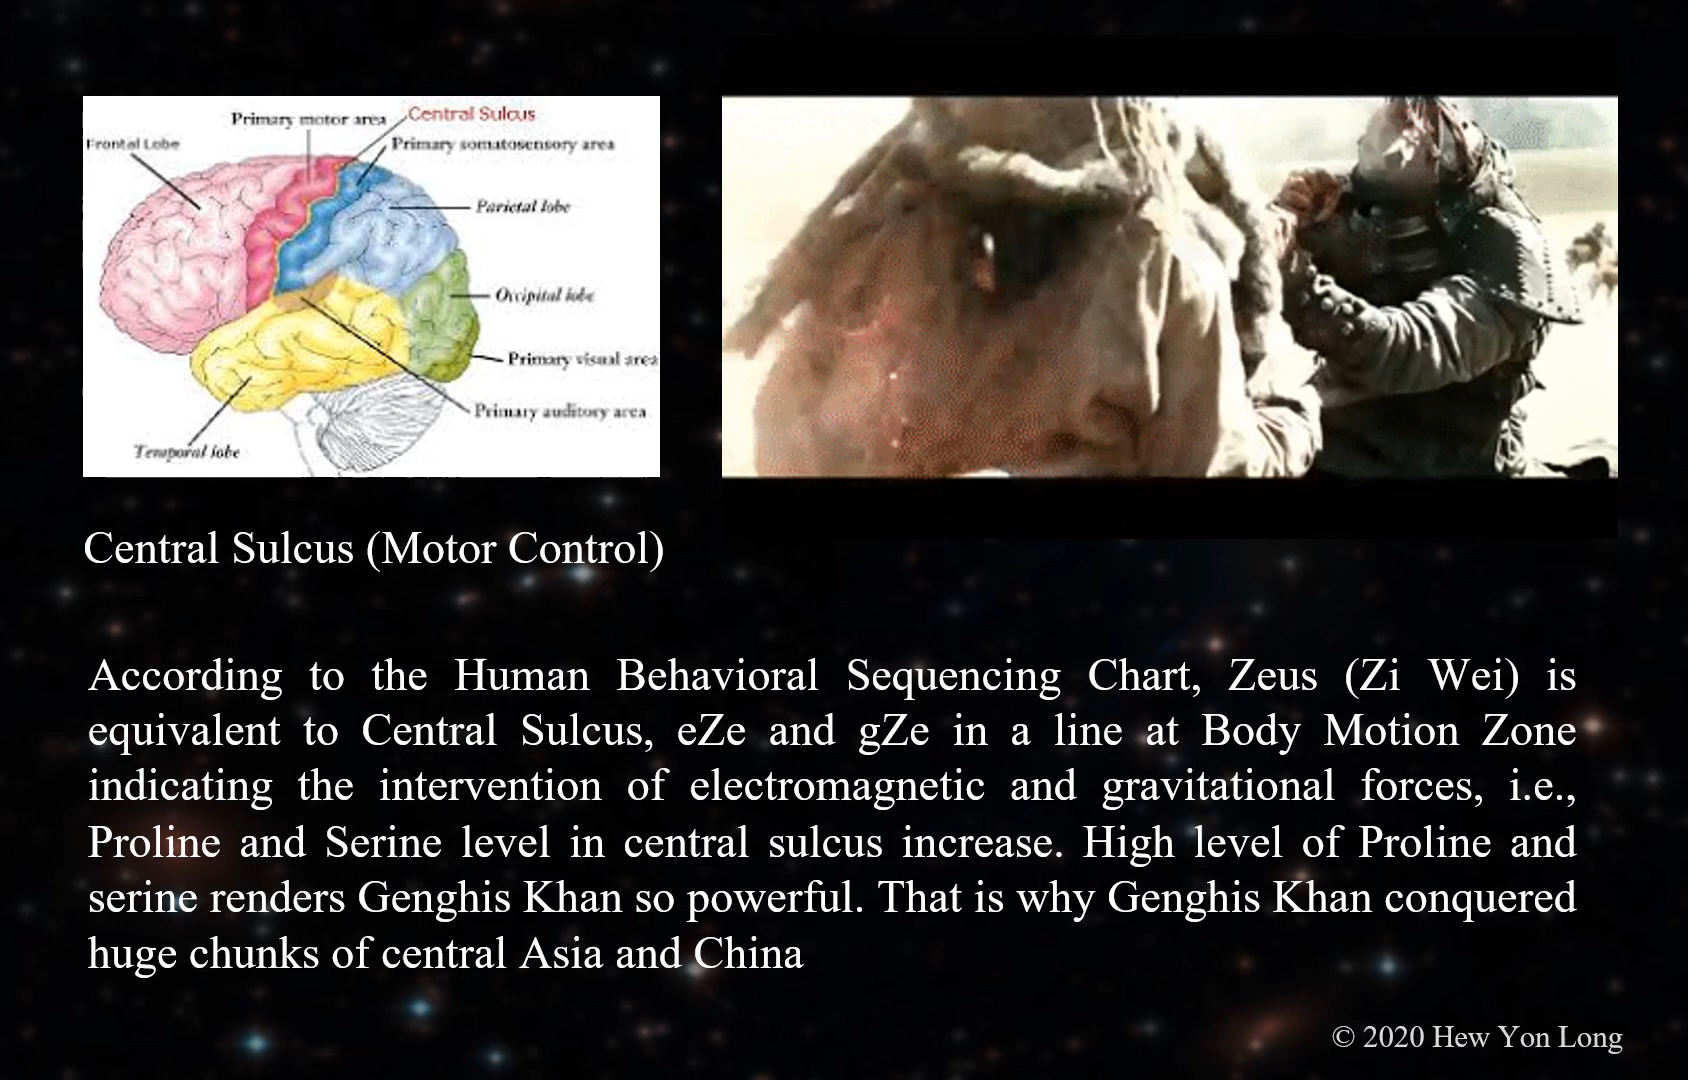 Primary motor area
Central Sulcus
Frontal Lobe
Primary somatosensory area
Parietal lobe
Occipital lobe
Primary visual area
Primary auditory area
Temporal lobe
Central Sulcus (Motor Control)
According to the Human Behavioral Sequencing Chart, Zeus (Zi Wei) is
equivalent to Central Sulcus, eZe and gZe in a line at Body Motion Zone
indicating the intervention of electromagnetic and gravitational forces, i.e.,
Proline and Serine level in central sulcus increase. High level of Proline and
serine renders Genghis Khan so powerful. That is why Genghis Khan conquered
huge chunks of central Asia and China
© 2020 Hew Yon Long